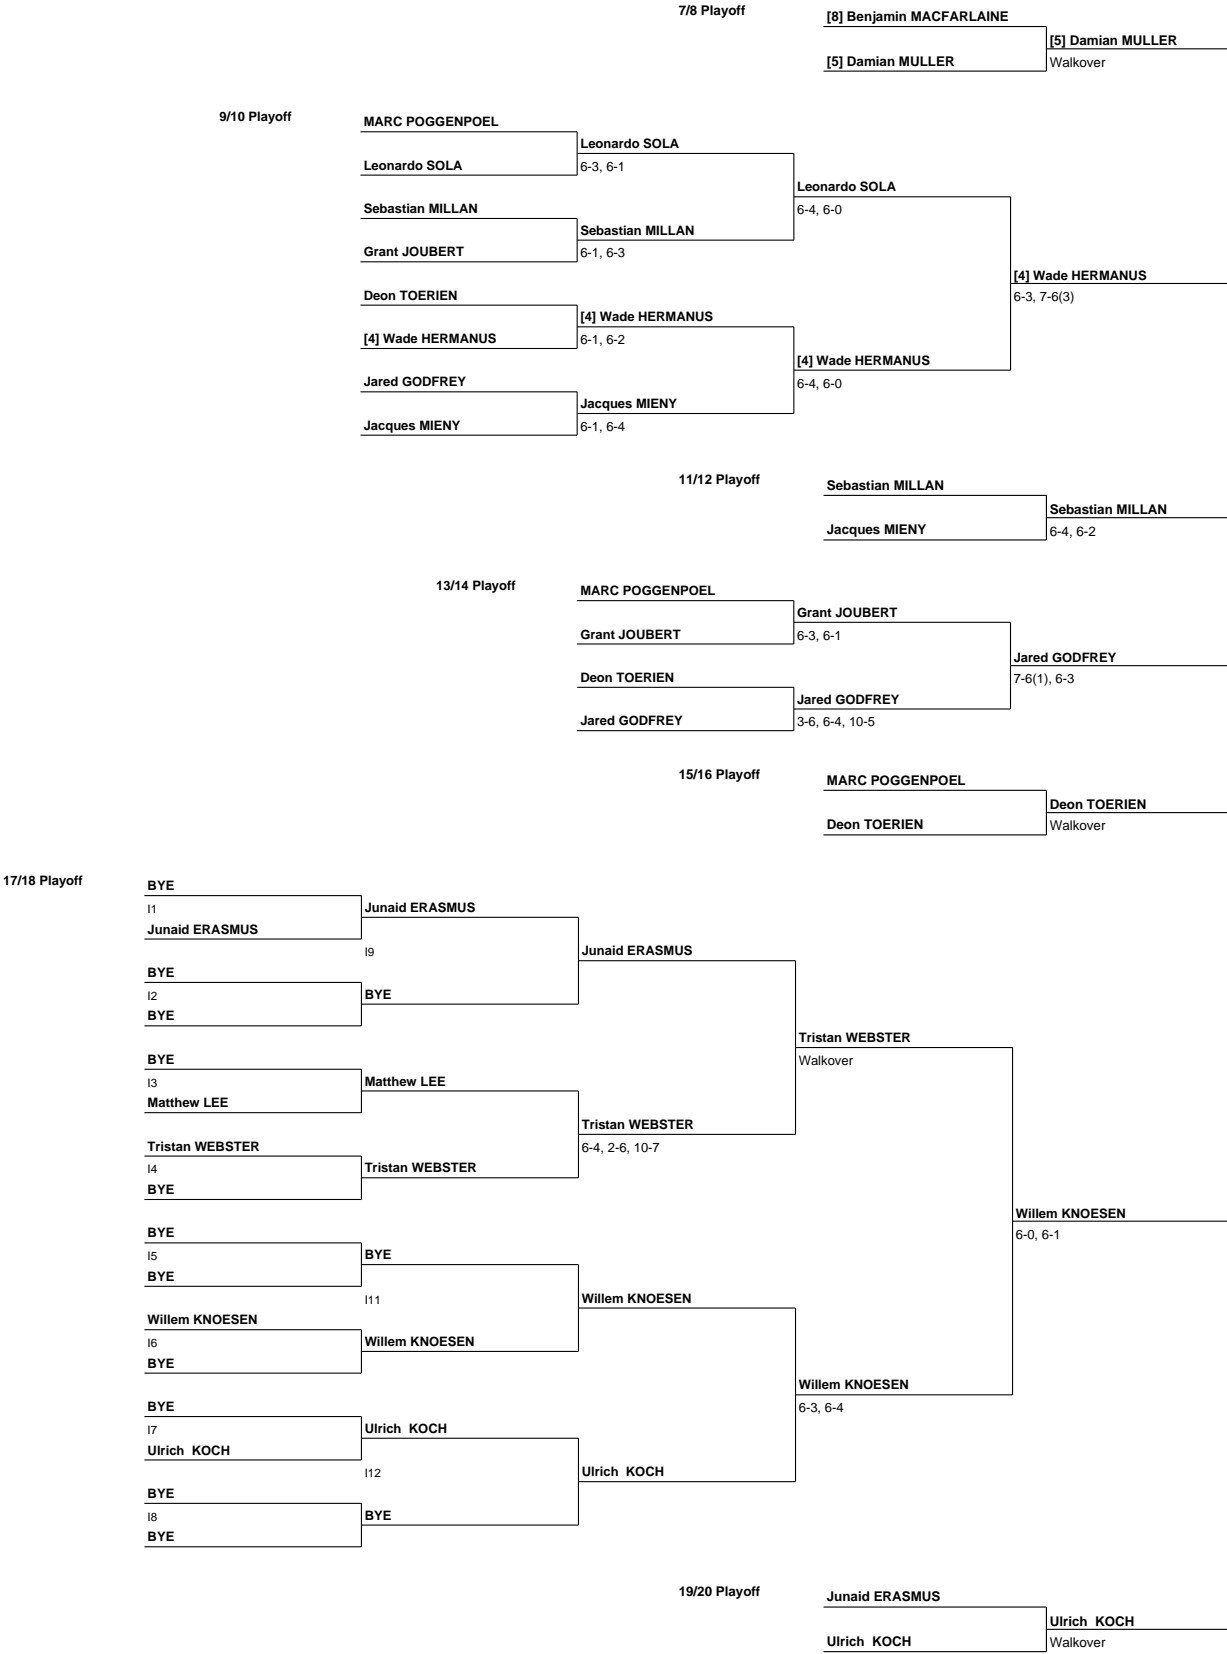 7/8 Playoff
[8] Benjamin MACFARLAINE
[5] Damian MULLER
[5] Damian MULLER
Walkover
9/10 Playoff
MARC POGGENPOEL
Leonardo SOLA
Leonardo SOLA
6-3, 6-1
Leonardo SOLA
6-4, 6-0
Sebastian MILLAN
Sebastian MILLAN
Grant JOUBERT
6-1, 6-3
[4] Wade HERMANUS
6-3, 7-6(3)
Deon TOERIEN
[4] Wade HERMANUS
[4] Wade HERMANUS
6-1, 6-2
[4] Wade HERMANUS
6-4, 6-0
Jared GODFREY
Jacques MIENY
Jacques MIENY
6-1, 6-4
11/12 Playoff
Sebastian MILLAN
Sebastian MILLAN
Jacques MIENY
6-4, 6-2
13/14 Playoff
MARC POGGENPOEL
Grant JOUBERT
Grant JOUBERT
6-3, 6-1
Jared GODFREY
7-6(1), 6-3
Deon TOERIEN
Jared GODFREY
Jared GODFREY
3-6, 6-4, 10-5
15/16 Playoff
MARC POGGENPOEL
Deon TOERIEN
Deon TOERIEN
Walkover
17/18 Playoff
BYE
I1
Junaid ERASMUS
Junaid ERASMUS
I9
Junaid ERASMUS
BYE
I2
BYE
BYE
Tristan WEBSTER
Walkover
BYE
I3
Matthew LEE
Matthew LEE
Tristan WEBSTER
6-4, 2-6, 10-7
Tristan WEBSTER
I4
Tristan WEBSTER
BYE
Willem KNOESEN
6-0, 6-1
BYE
I5
BYE
BYE
I11
Willem KNOESEN
Willem KNOESEN
I6
Willem KNOESEN
BYE
Willem KNOESEN
6-3, 6-4
BYE
I7
Ulrich KOCH
Ulrich KOCH
I12
Ulrich KOCH
BYE
I8
BYE
BYE
19/20 Playoff
Junaid ERASMUS
Ulrich KOCH
Ulrich KOCH
Walkover